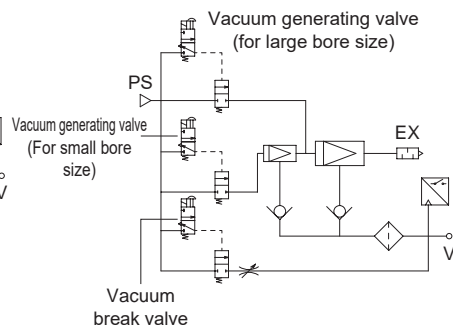 Vacuum generating valve
(for large bore size)
PS
Vacuum generating valve
(For small bore
size)
EX
V
V
Vacuum
break valve